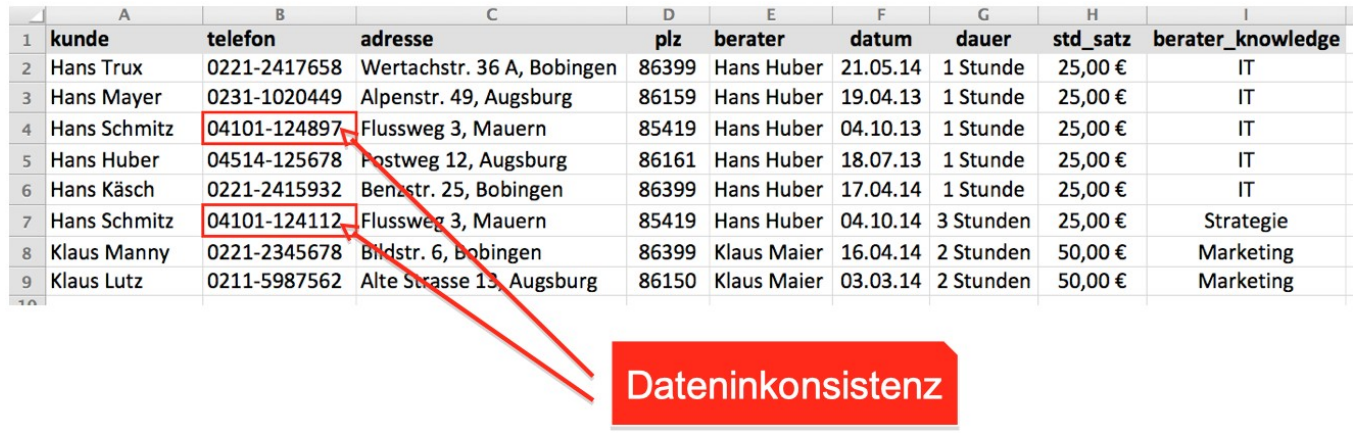 A B C D E F G H I
1 kunde telefon adresse plz berater datum dauer std_satz berater_knowledge
2 Hans Trux 0221-2417658 Wertachstr. 36 A, Bobingen 86399 Hans Huber 21.05.14 1 Stunde 25,00 € IT
3 Hans Mayer 0231-1020449 Alpenstr. 49, Augsburg 86159 Hans Huber 19.04.13 1 Stunde 25,00 € IT
4 Hans Schmitz 04101-124897 Flussweg 3, Mauern 85419 Hans Huber 04.10.13 1 Stunde 25,00 € IT
5 Hans Huber 04514-125678 Postweg 12, Augsburg 86161 Hans Huber 18.07.13 1 Stunde 25,00 € IT
6 Hans Käsch 0221-2415932 Benzstr. 25, Bobingen 86399 Hans Huber 17.04.14 1 Stunde 25,00 € IT
7 Hans Schmitz 04101-124112 Flussweg 3, Mauern 85419 Hans Huber 04.10.14 3 Stunden 25,00 € Strategie
8 Klaus Manny 0221-2345678 Bildstr. 6, Bobingen 86399 Klaus Maier 16.04.14 2 Stunden 50,00 € Marketing
9 Klaus Lutz 0211-5987562 Alte Strasse 13, Augsburg 86150 Klaus Maier 03.03.14 2 Stunden 50,00 € Marketing
10
Dateninkonsistenz